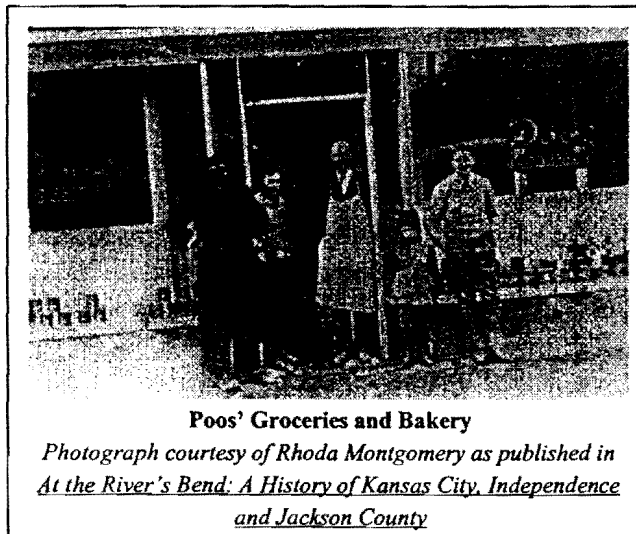 Poos' Groceries and Bakery
Photograph courtesy of Rhoda Montgomery as published in
At the River's Bend: A History of Kansas City, Independence
and Jackson County